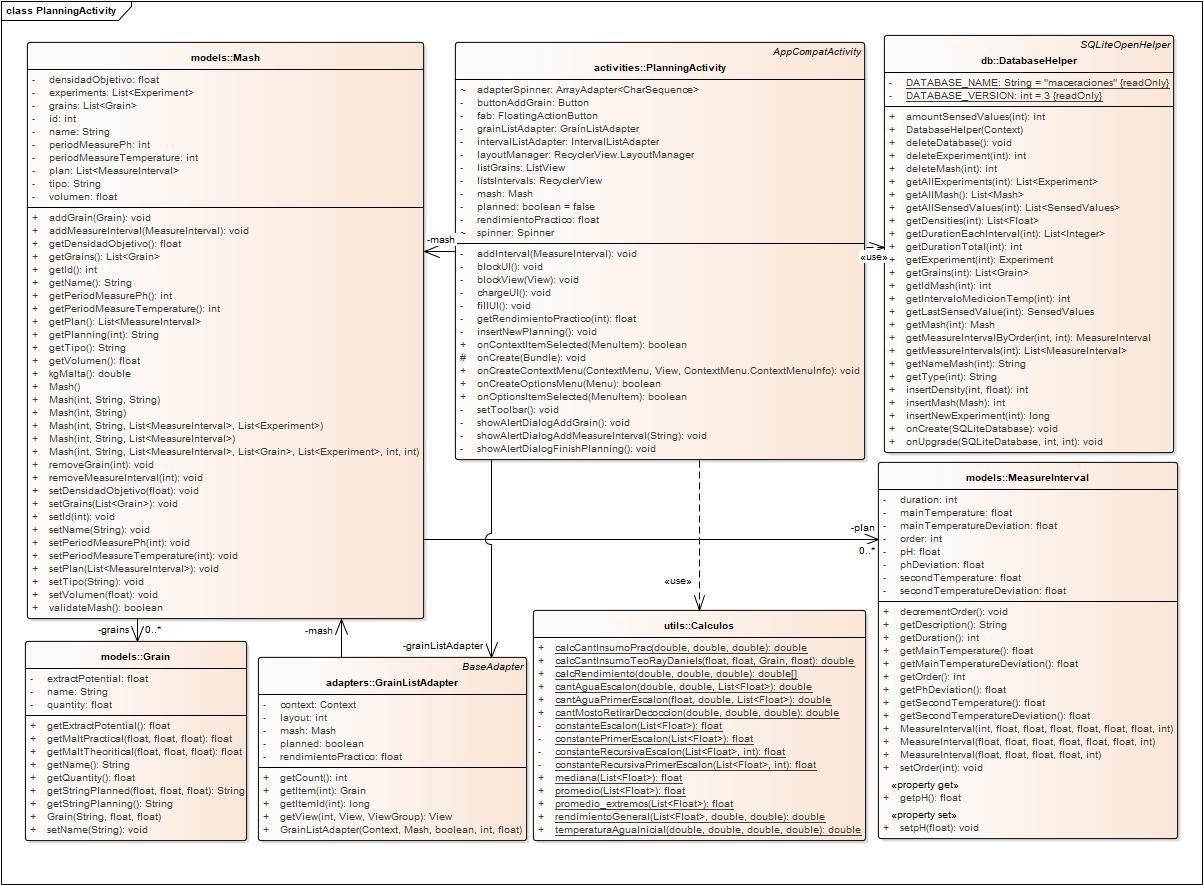 class PlanningActivity
models::Mash
- densidadObjetivo: float
- experiments: List<Experiment>
- grains: List<Grain>
- id: int
- name: String
- periodMeasurePh: int
- periodMeasureTemperature: int
- plan: List<MeasureInterval>
- tipo: String
- volumen: float
+ addGrain(Grain): void
+ addMeasureInterval(MeasureInterval): void
+ getDensidadObjetivo(): float
+ getGrains(): List<Grain>
+ getId(): int
+ getName(): String
+ getPeriodMeasurePh(): int
+ getPeriodMeasureTemperature(): int
+ getPlan(): List<MeasureInterval>
+ getPlanning(int): String
+ getTipo(): String
+ getVolumen(): float
+ kgMalta(): double
+ Mash()
+ Mash(int, String, String)
+ Mash(int, String)
+ Mash(int, String, List<MeasureInterval>, List<Experiment>)
+ Mash(int, String, List<MeasureInterval>)
+ Mash(int, String, List<MeasureInterval>, List<Grain>, List<Experiment>, int, int)
+ removeGrain(int): void
+ removeMeasureInterval(int): void
+ setDensidadObjetivo(float): void
+ setGrains(List<Grain>): void
+ setId(int): void
+ setName(String): void
+ setPeriodMeasurePh(int): void
+ setPeriodMeasureTemperature(int): void
+ setPlan(List<MeasureInterval>): void
+ setTipo(String): void
+ setVolumen(float): void
+ validateMash(): boolean
-mash
AppCompatActivity
activities::PlanningActivity
~ adapterSpinner: ArrayAdapter<CharSequence>
- buttonAddGrain: Button
- fab: FloatingActionButton
- grainListAdapter: GrainListAdapter
- intervalListAdapter: IntervalListAdapter
- layoutManager: RecyclerView.LayoutManager
- listGrains: ListView
- listsIntervals: RecyclerView
- mash: Mash
- planned: boolean = false
- rendimientoPractico: float
~ spinner: Spinner
- addInterval(MeasureInterval): void
- blockUI(): void
- blockView(View): void
- chargeUI(): void
- fillUI(): void
- getRendimientoPractico(int): float
- insertNewPlanning(): void
+ onContextItemSelected(MenuItem): boolean
# onCreate(Bundle): void
+ onCreateContextMenu(ContextMenu, View, ContextMenu.ContextMenuInfo): void
+ onCreateOptionsMenu(Menu): boolean
+ onOptionsItemSelected(MenuItem): boolean
- setToolbar(): void
- showAlertDialogAddGrain(): void
- showAlertDialogAddMeasureInterval(String): void
- showAlertDialogFinishPlanning(): void
«use»
SQLiteOpenHelper
db::DatabaseHelper
- DATABASE_NAME: String = "maceraciones" {readOnly}
- DATABASE_VERSION: int = 3 {readOnly}
+ amountSensedValues(int): int
+ DatabaseHelper(Context)
+ deleteDatabase(): void
+ deleteExperiment(int): int
+ deleteMash(int): int
+ getAllExperiments(int): List<Experiment>
+ getAllMash(): List<Mash>
+ getAllSensedValues(int): List<SensedValues>
+ getDensities(int): List<Float>
+ getDurationEachInterval(int): List<Integer>
+ getDurationTotal(int): int
+ getExperiment(int): Experiment
+ getGrains(int): List<Grain>
+ getIdMash(int): int
+ getIntervaloMedicionTemp(int): int
+ getLastSensedValue(int): SensedValues
+ getMash(int): Mash
+ getMeasureIntervalByOrder(int, int): MeasureInterval
+ getMeasureIntervals(int): List<MeasureInterval>
+ getNameMash(int): String
+ getType(int): String
+ insertDensity(int, float): int
+ insertMash(Mash): int
+ insertNewExperiment(int): long
+ onCreate(SQLiteDatabase): void
+ onUpgrade(SQLiteDatabase, int, int): void
-plan
0..*
models::MeasureInterval
- duration: int
- mainTemperature: float
- mainTemperatureDeviation: float
- order: int
- pH: float
- phDeviation: float
- secondTemperature: float
- secondTemperatureDeviation: float
+ decrementOrder(): void
+ getDescription(): String
+ getDuration(): int
+ getMainTemperature(): float
+ getMainTemperatureDeviation(): float
+ getOrder(): int
+ getPhDeviation(): float
+ getSecondTemperature(): float
+ getSecondTemperatureDeviation(): float
+ MeasureInterval(int, float, float, float, float, float, float, int)
+ MeasureInterval(float, float, float, float, float, float, int)
+ MeasureInterval(float, float, float, float, int)
+ setOrder(int): void
«property get»
+ getpH(): float
«property set»
+ setpH(float): void
-grains
0..*
models::Grain
- extractPotential: float
- name: String
- quantity: float
+ getExtractPotential(): float
+ getMaltPractical(float, float, float): float
+ getMaltTheoritical(float, float, float): float
+ getName(): String
+ getQuantity(): float
+ getStringPlanned(float, float, float): String
+ getStringPlanning(): String
+ Grain(String, float, float)
+ setName(String): void
-mash
-grainListAdapter
BaseAdapter
adapters::GrainListAdapter
- context: Context
- layout: int
- mash: Mash
- planned: boolean
- rendimientoPractico: float
+ getCount(): int
+ getItem(int): Grain
+ getItemId(int): long
+ getView(int, View, ViewGroup): View
+ GrainListAdapter(Context, Mash, boolean, int, float)
«use»
utils::Calculos
+ calcCantInsumoPrac(double, double, double): double
+ calcCantInsumoTeoRayDaniels(float, float, Grain, float): double
+ calcRendimiento(double, double, double): double[]
+ cantAguaEscalon(double, double, List<Float>): double
+ cantAguaPrimerEscalon(float, double, List<Float>): double
+ cantMostoRetirarDecoccion(double, double, double): double
- constanteEscalon(List<Float>): float
- constantePrimerEscalon(List<Float>): float
- constanteRecursivaEscalon(List<Float>, int): float
- constanteRecursivaPrimerEscalon(List<Float>, int): float
+ mediana(List<Float>): float
+ promedio(List<Float>): float
+ promedio_extremos(List<Float>): float
+ rendimientoGeneral(List<Float>, double, double): double
+ temperaturaAguaInicial(double, double, double, double): double